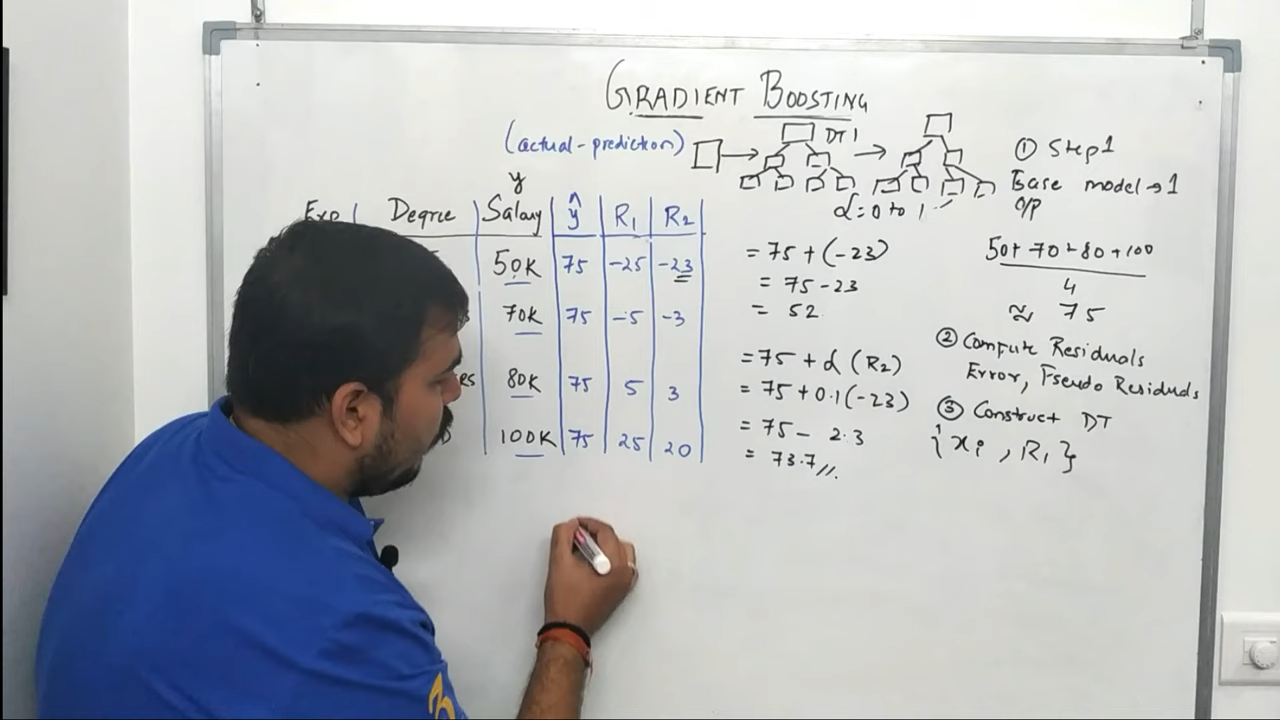 GRADIENT BOOSTING
(actual-prediction)
DT1
α = 0 to 1
y
Exp Degree Salary ŷ R1 R2
50K 75 -25 -23
70K 75 -5 -3
RS 80K 75 5 3
100K 75 25 20
= 75 + (-23)
= 75 - 23
= 52
= 75 + α (R2)
= 75 + 0.1 (-23)
= 75 - 2.3
= 73.7 //.
① Step 1
Base model → 1
O/P
50 + 70 + 80 + 100
4
≈ 75
② Compute Residuals
Error, Pseudo Residuals
③ Construct DT
{xi, R1}